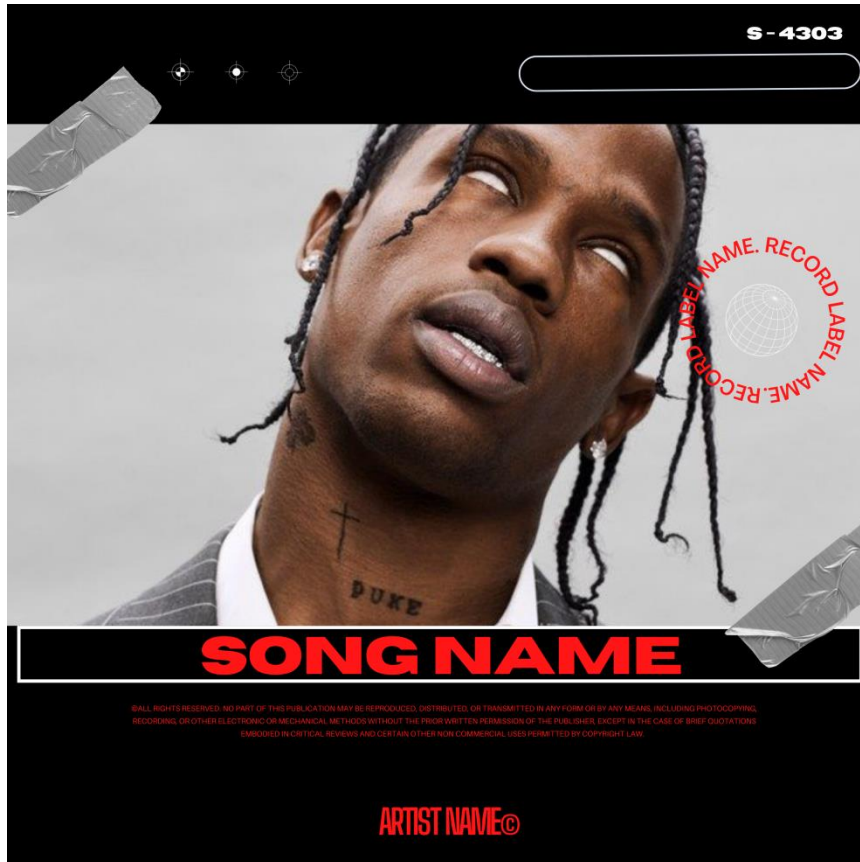 S-4303
RECORD LABEL NAME. RECORD LABEL NAME.
DUKE
SONG NAME
©ALL RIGHTS RESERVED. NO PART OF THIS PUBLICATION MAY BE REPRODUCED, DISTRIBUTED, OR TRANSMITTED IN ANY FORM OR BY ANY MEANS, INCLUDING PHOTOCOPYING,
RECORDING, OR OTHER ELECTRONIC OR MECHANICAL METHODS WITHOUT THE PRIOR WRITTEN PERMISSION OF THE PUBLISHER, EXCEPT IN THE CASE OF BRIEF QUOTATIONS
EMBODIED IN CRITICAL REVIEWS AND CERTAIN OTHER NON COMMERCIAL USES PERMITTED BY COPYRIGHT LAW.
ARTIST NAME©